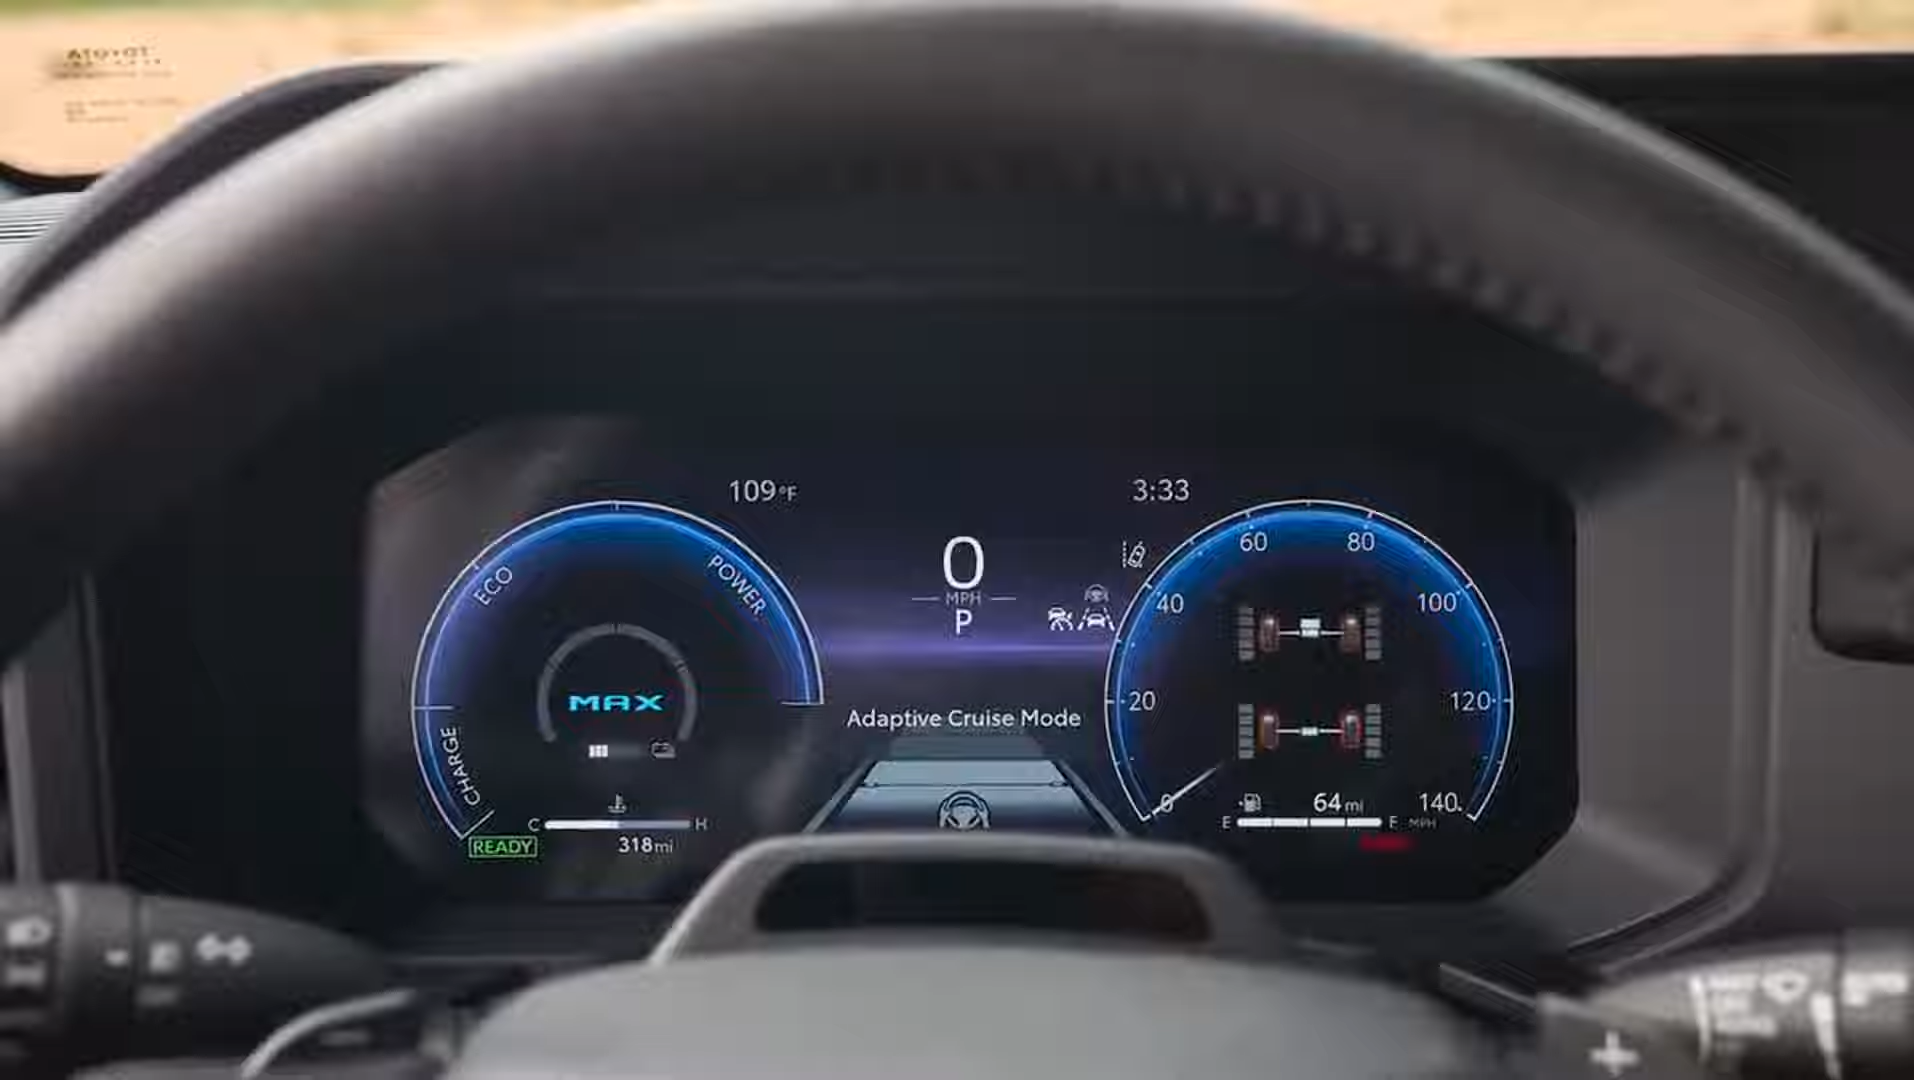 109°F
3:33
0
MPH
P
ECO
POWER
CHARGE
MAX
C
H
318mi
READY
Adaptive Cruise Mode
0
20
40
60
80
100
120
140
MPH
64mi
E
F